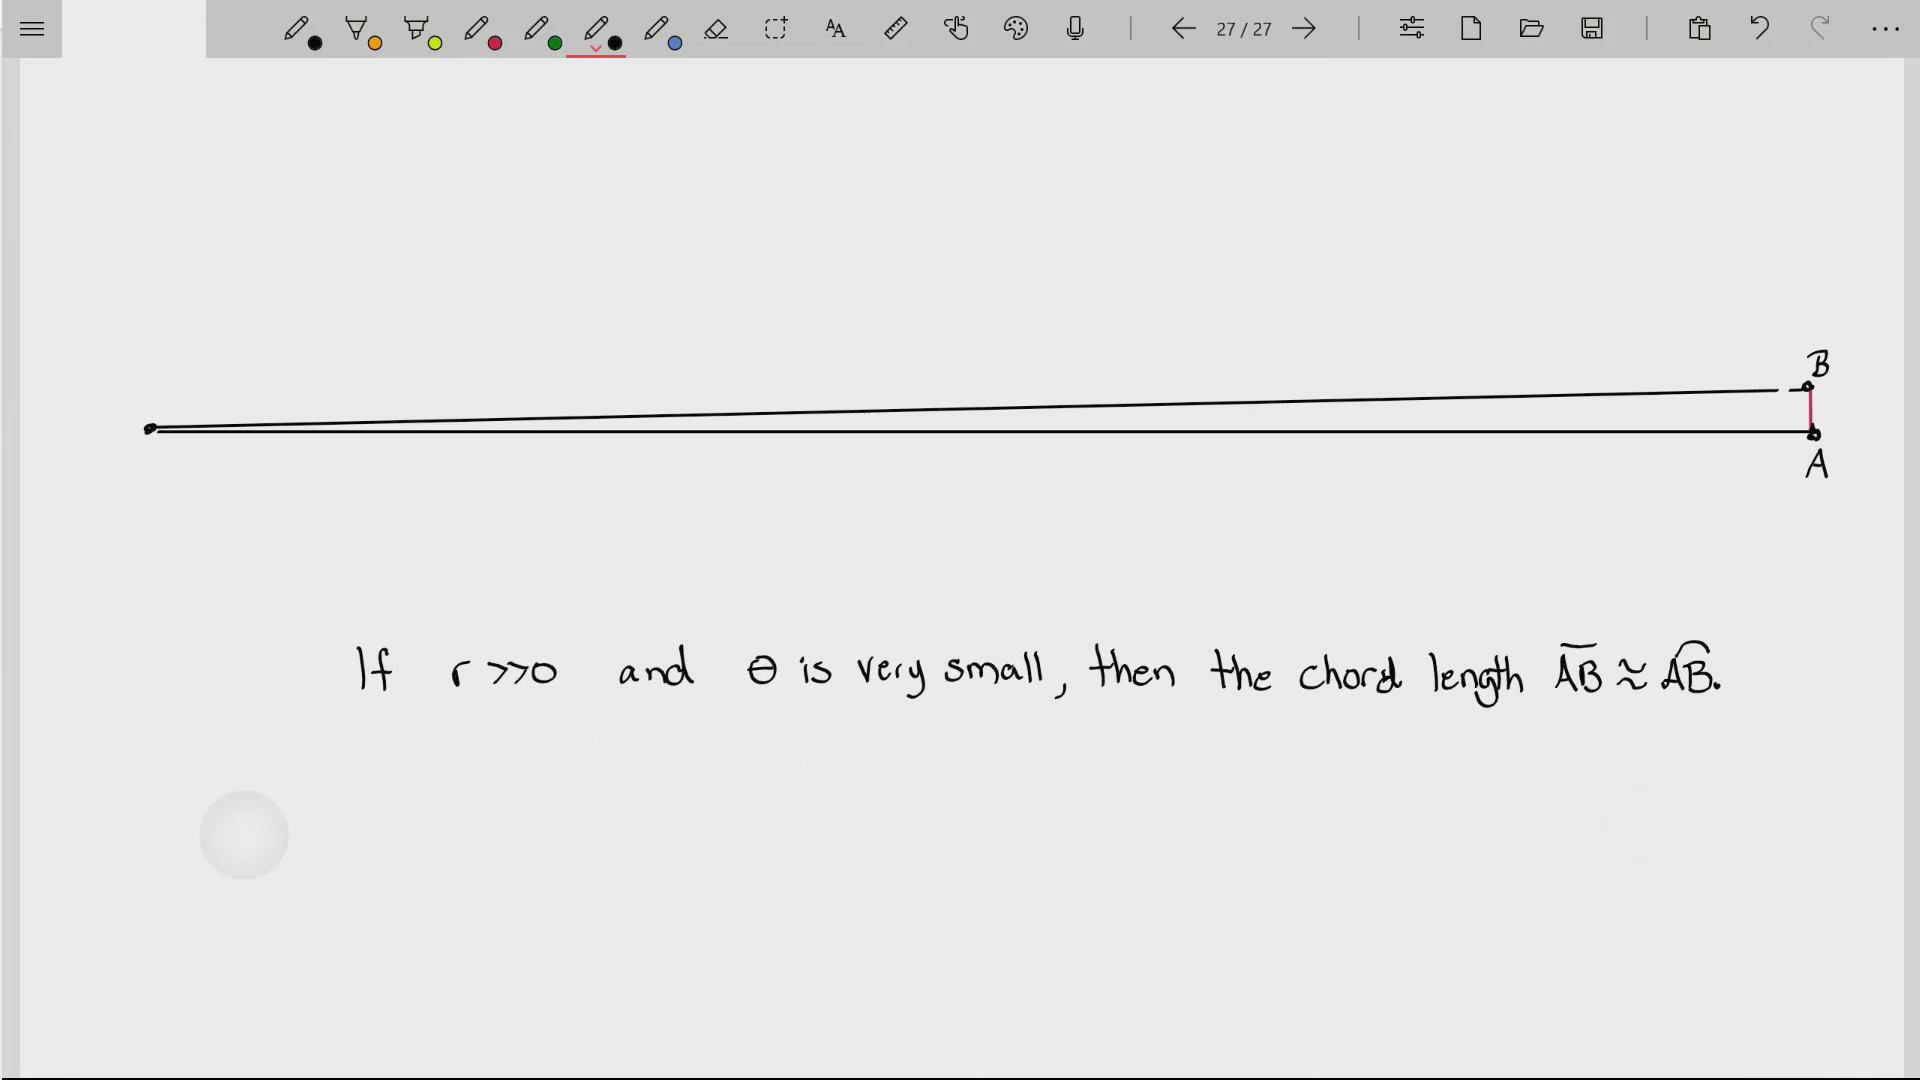 27 / 27
B
A
If r >> 0 and θ is very small, then the chord length A̅B̅ ≈ A͡B.